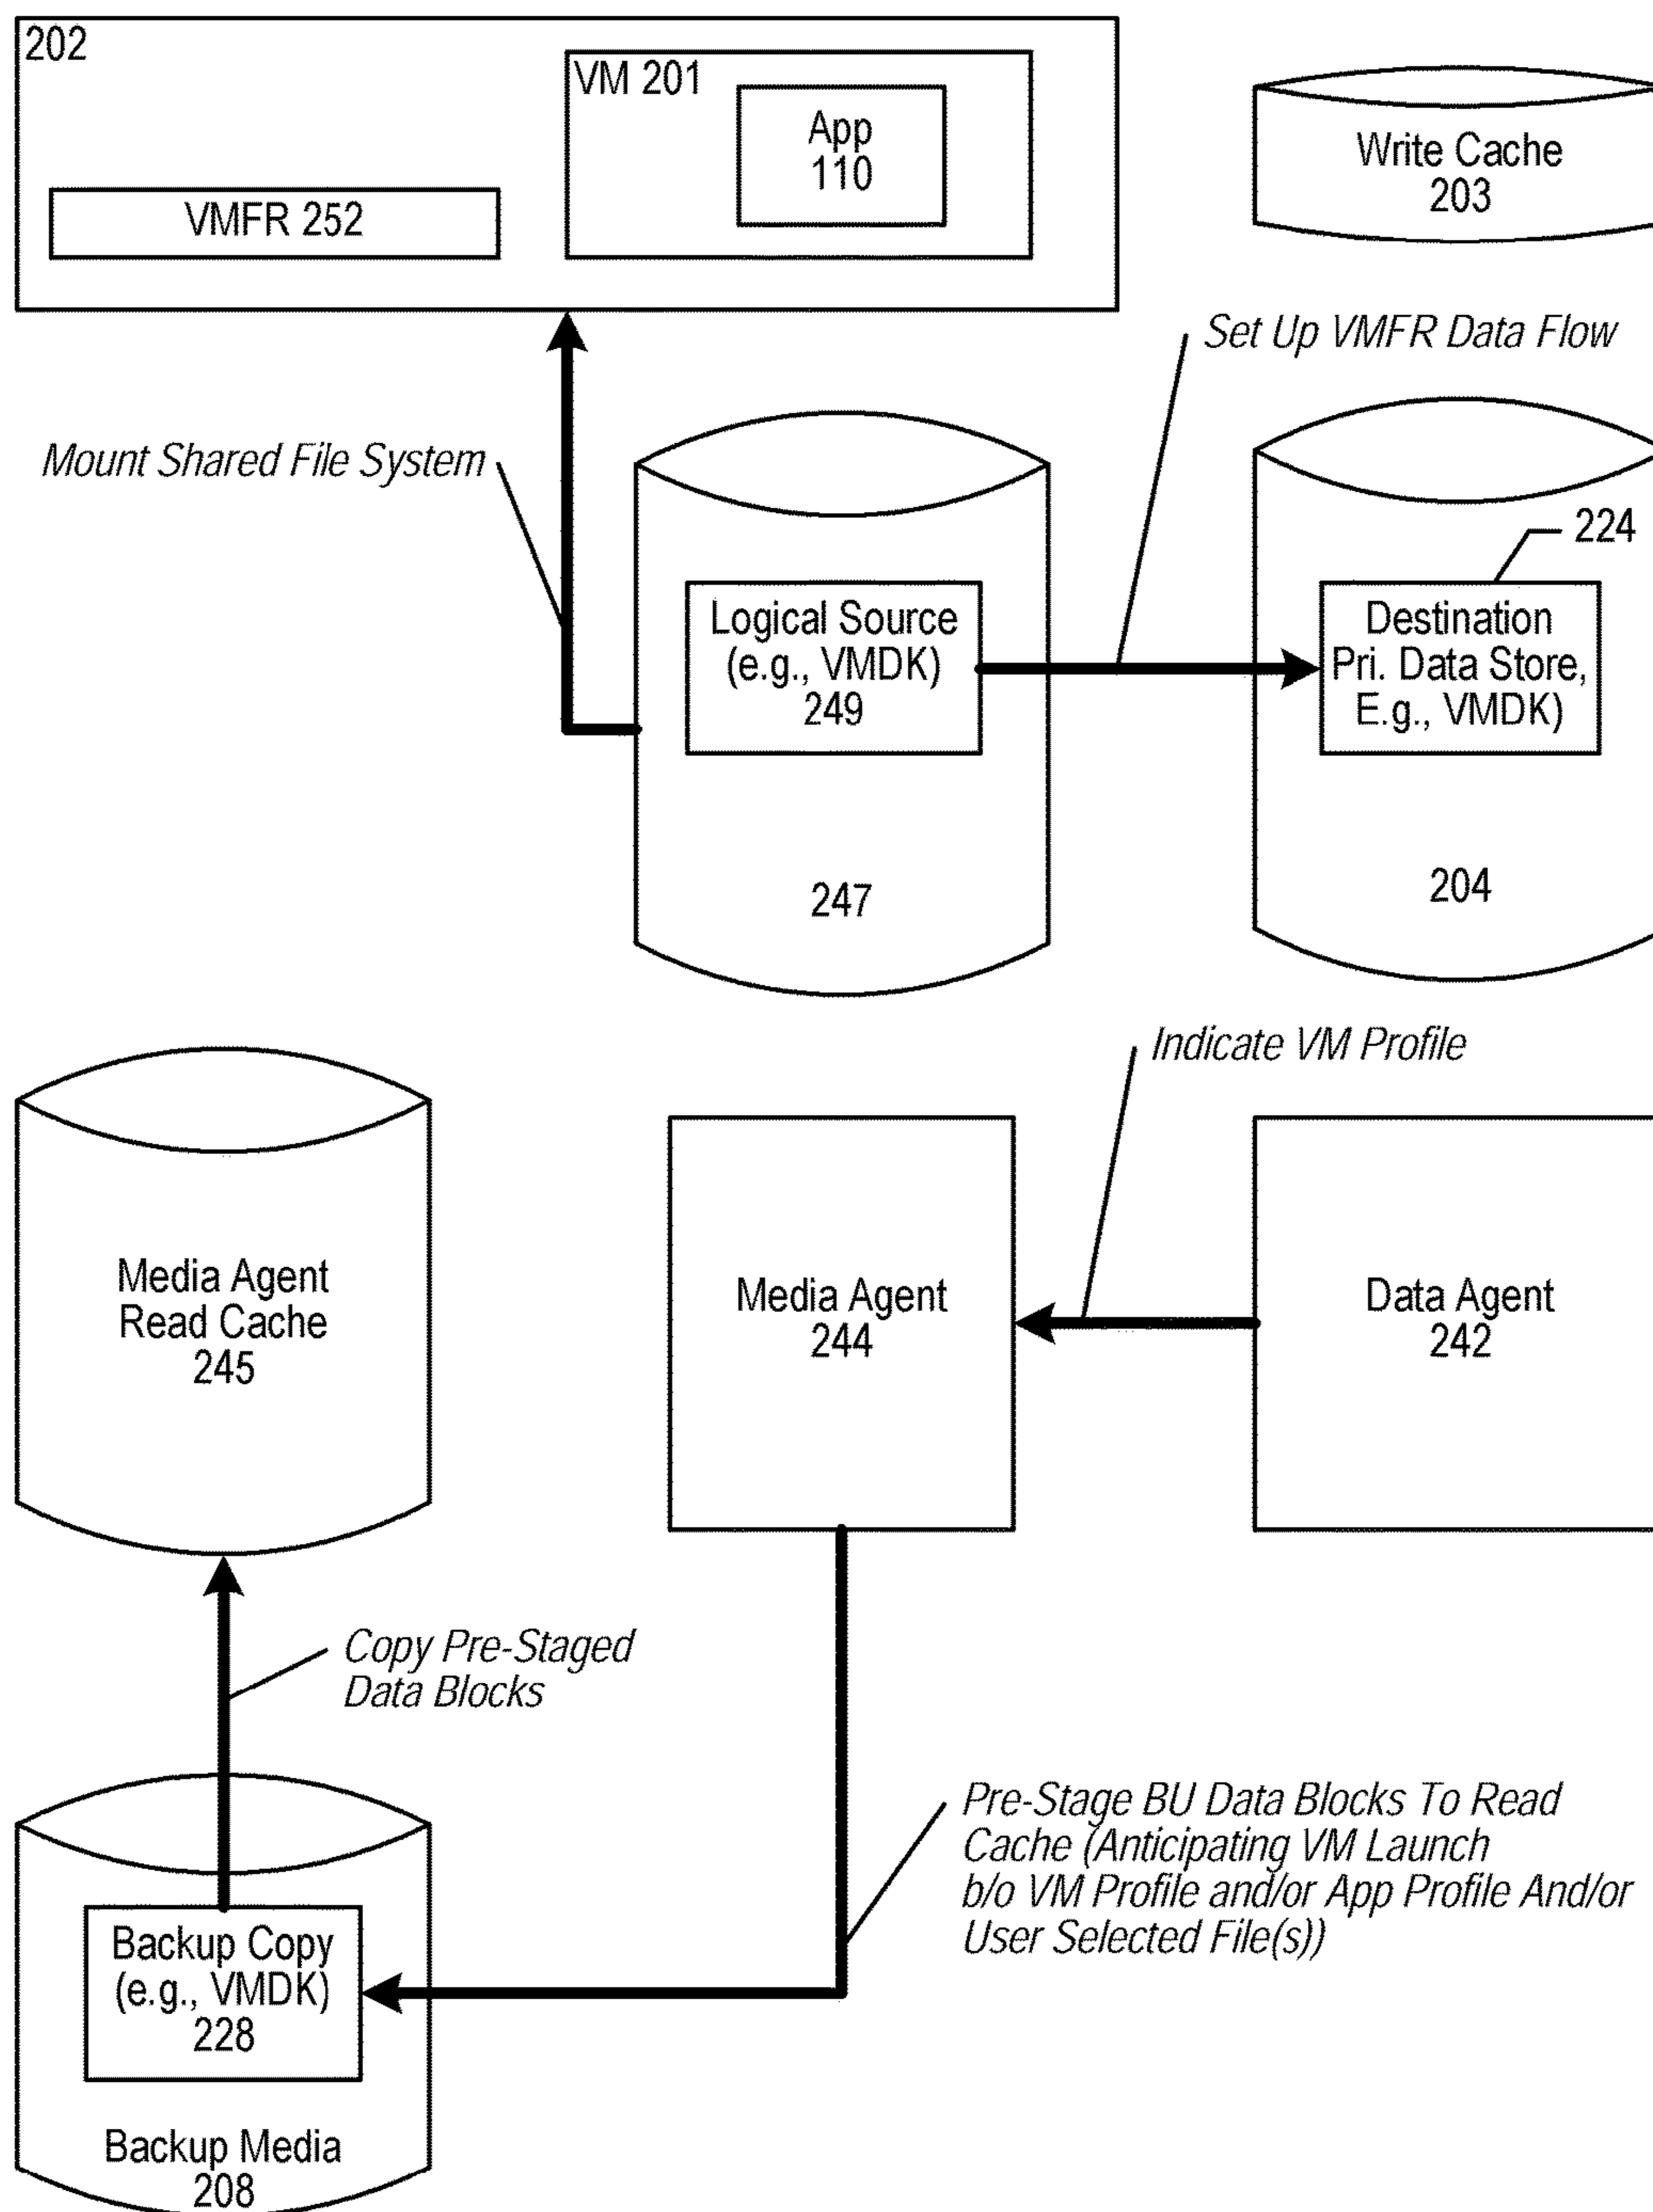 202
VM 201
App
110
VMFR 252
Write Cache
203
Set Up VMFR Data Flow
Mount Shared File System
224
Logical Source
(e.g., VMDK)
249
Destination
Pri. Data Store,
E.g., VMDK)
247
204
Indicate VM Profile
Media Agent
Read Cache
245
Media Agent
244
Data Agent
242
Copy Pre-Staged
Data Blocks
Pre-Stage BU Data Blocks To Read
Cache (Anticipating VM Launch
b/o VM Profile and/or App Profile And/or
User Selected File(s))
Backup Copy
(e.g., VMDK)
228
Backup Media
208